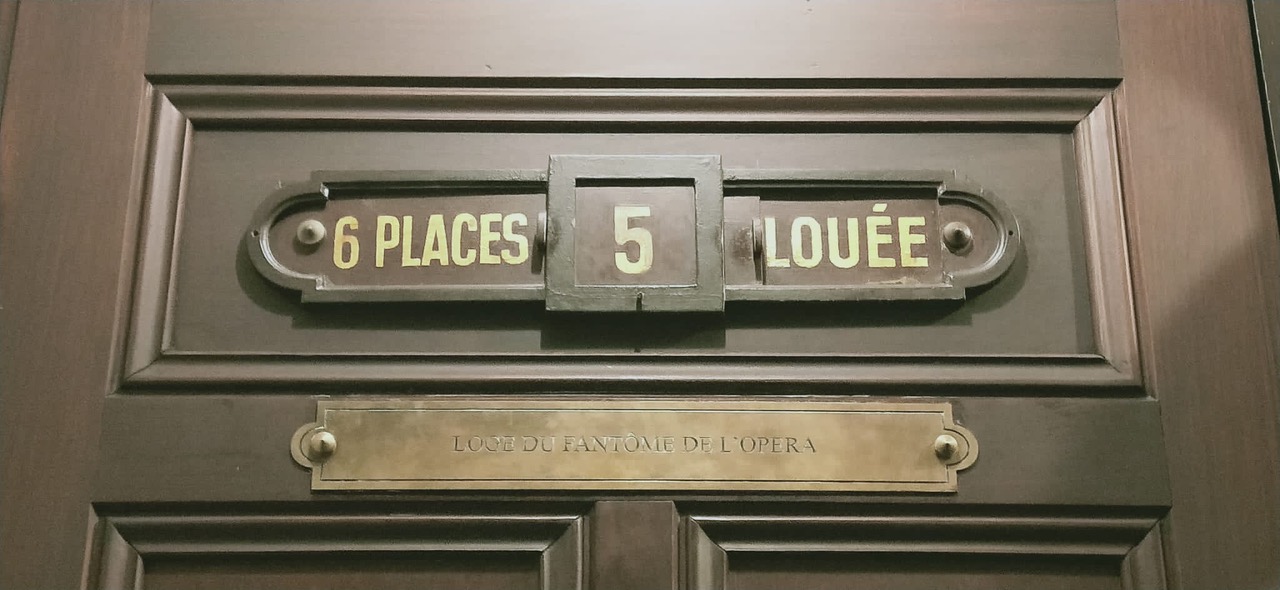 6 PLACES 5 LOUÉE
LOGE DU FANTÔME DE L'OPERA